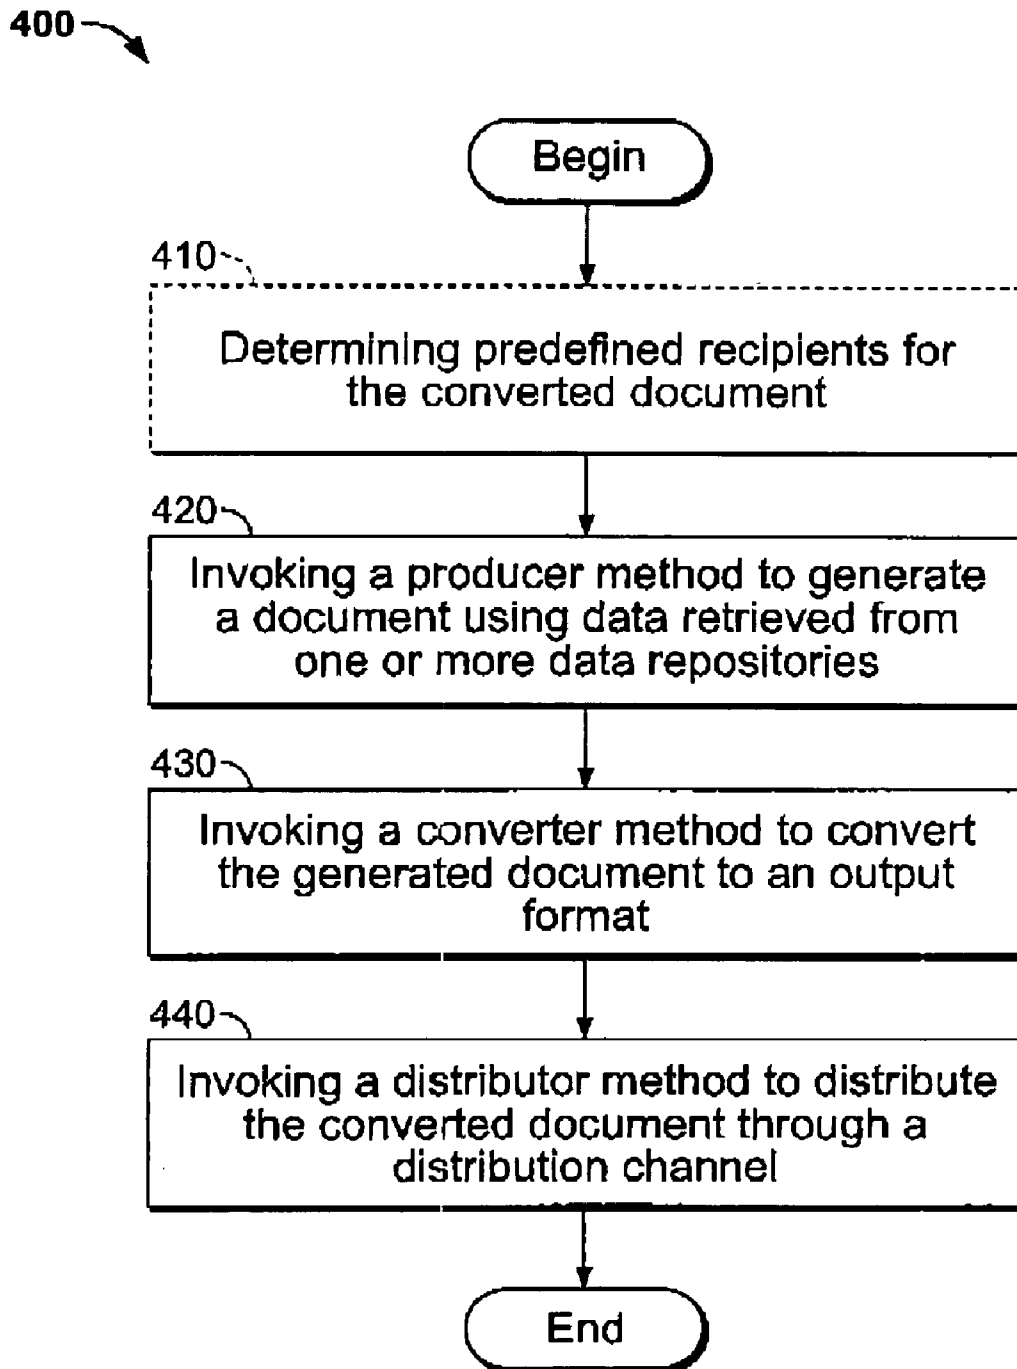 400
Begin
410
Determining predefined recipients for
the converted document
420
Invoking a producer method to generate
a document using data retrieved from
one or more data repositories
430
Invoking a converter method to convert
the generated document to an output
format
440
Invoking a distributor method to distribute
the converted document through a
distribution channel
End